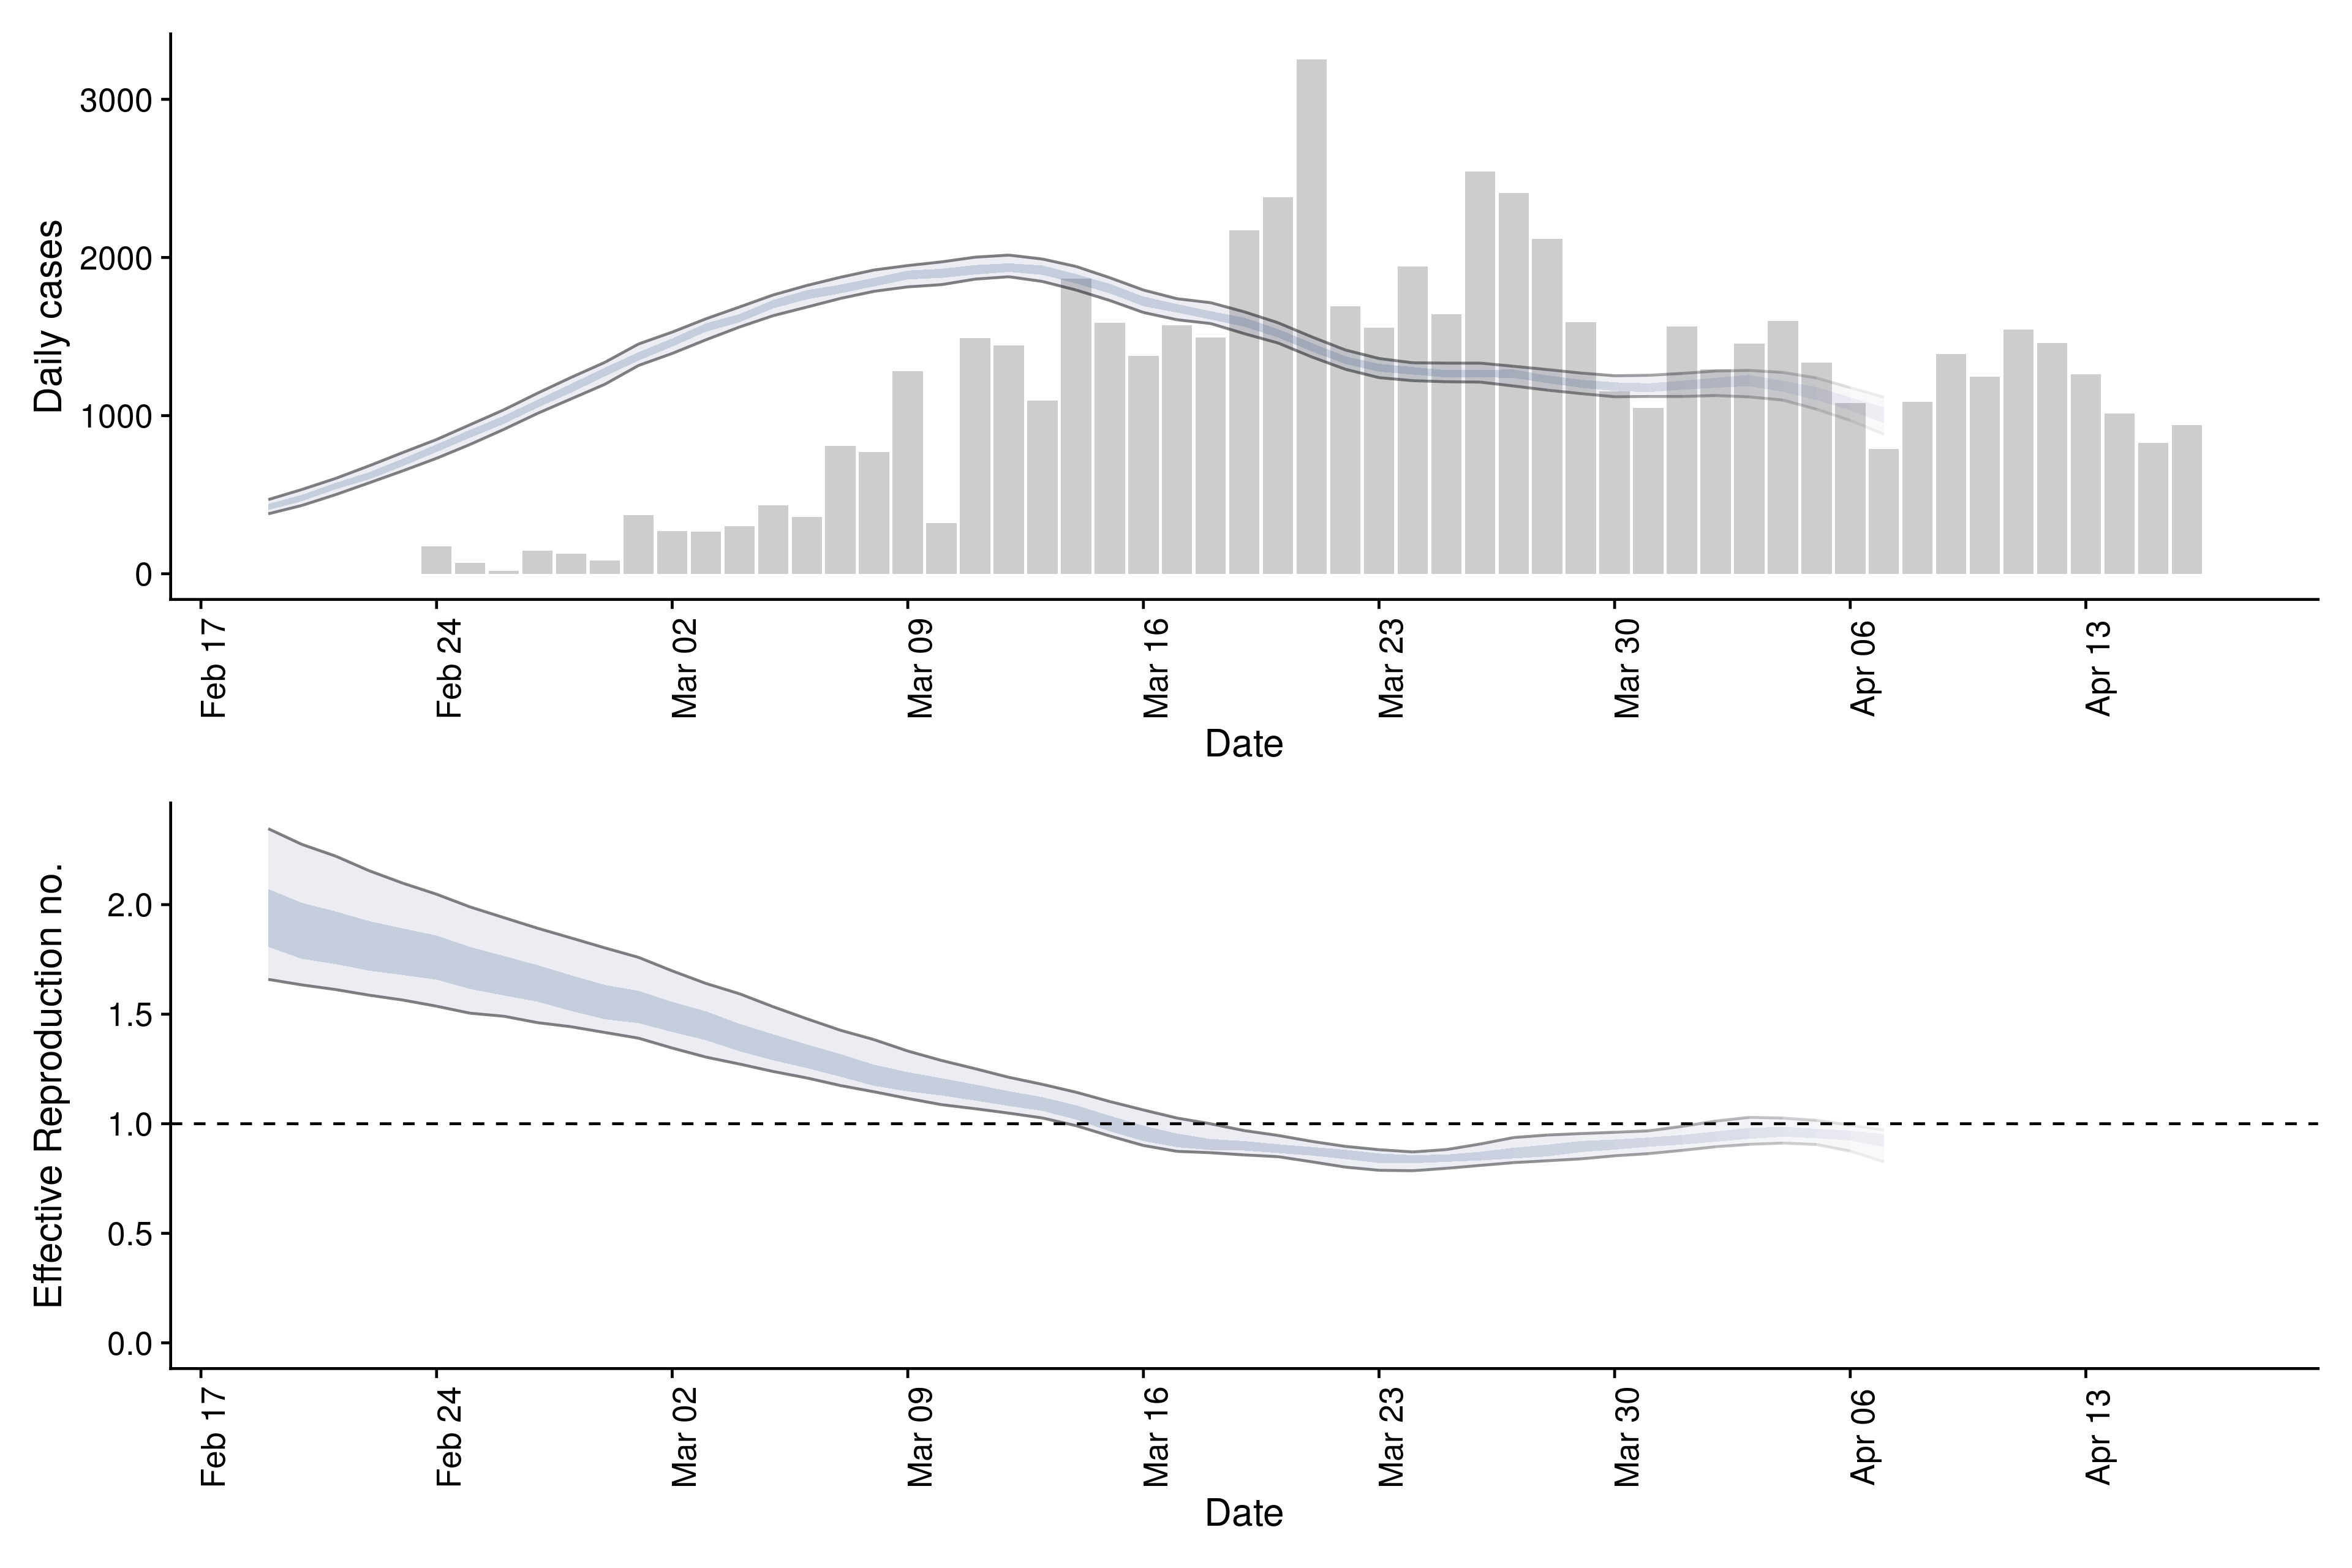 Daily cases
3000
2000
1000
0
Feb 17
Feb 24
Mar 02
Mar 09
Mar 16
Mar 23
Mar 30
Apr 06
Apr 13
Date
Effective Reproduction no.
2.0
1.5
1.0
0.5
0.0
Feb 17
Feb 24
Mar 02
Mar 09
Mar 16
Mar 23
Mar 30
Apr 06
Apr 13
Date